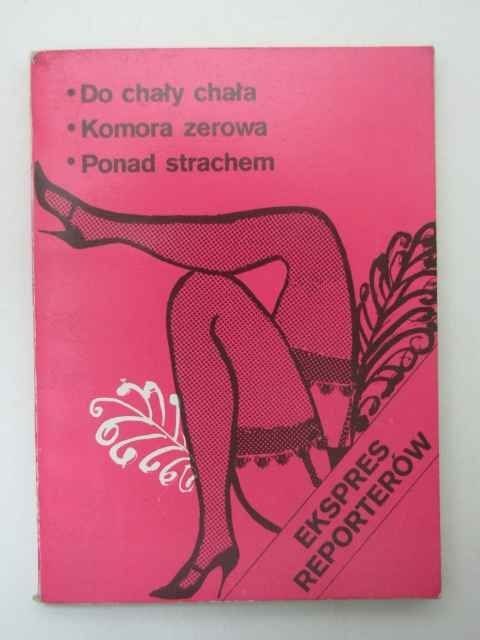 • Do chały chała
• Komora zerowa
• Ponad strachem
EKSPRES
REPORTERÓW